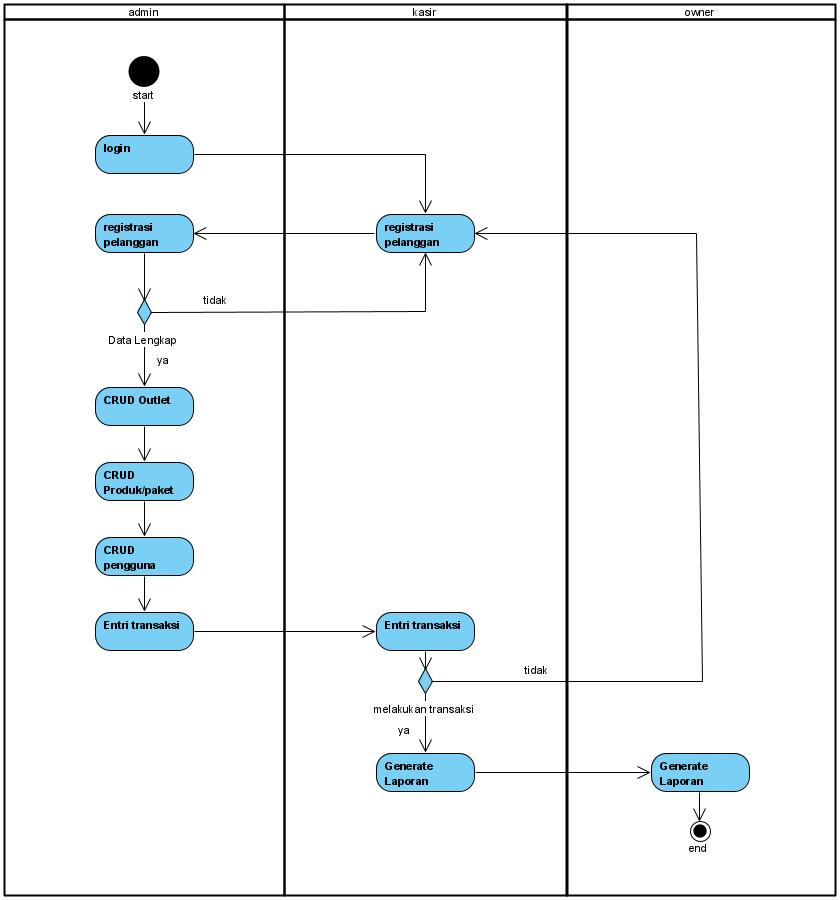 admin
kasir
owner
start
login
registrasi
pelanggan
registrasi
pelanggan
tidak
Data Lengkap
ya
CRUD Outlet
CRUD
Produk/paket
CRUD
pengguna
Entri transaksi
Entri transaksi
tidak
melakukan transaksi
ya
Generate
Laporan
Generate
Laporan
end